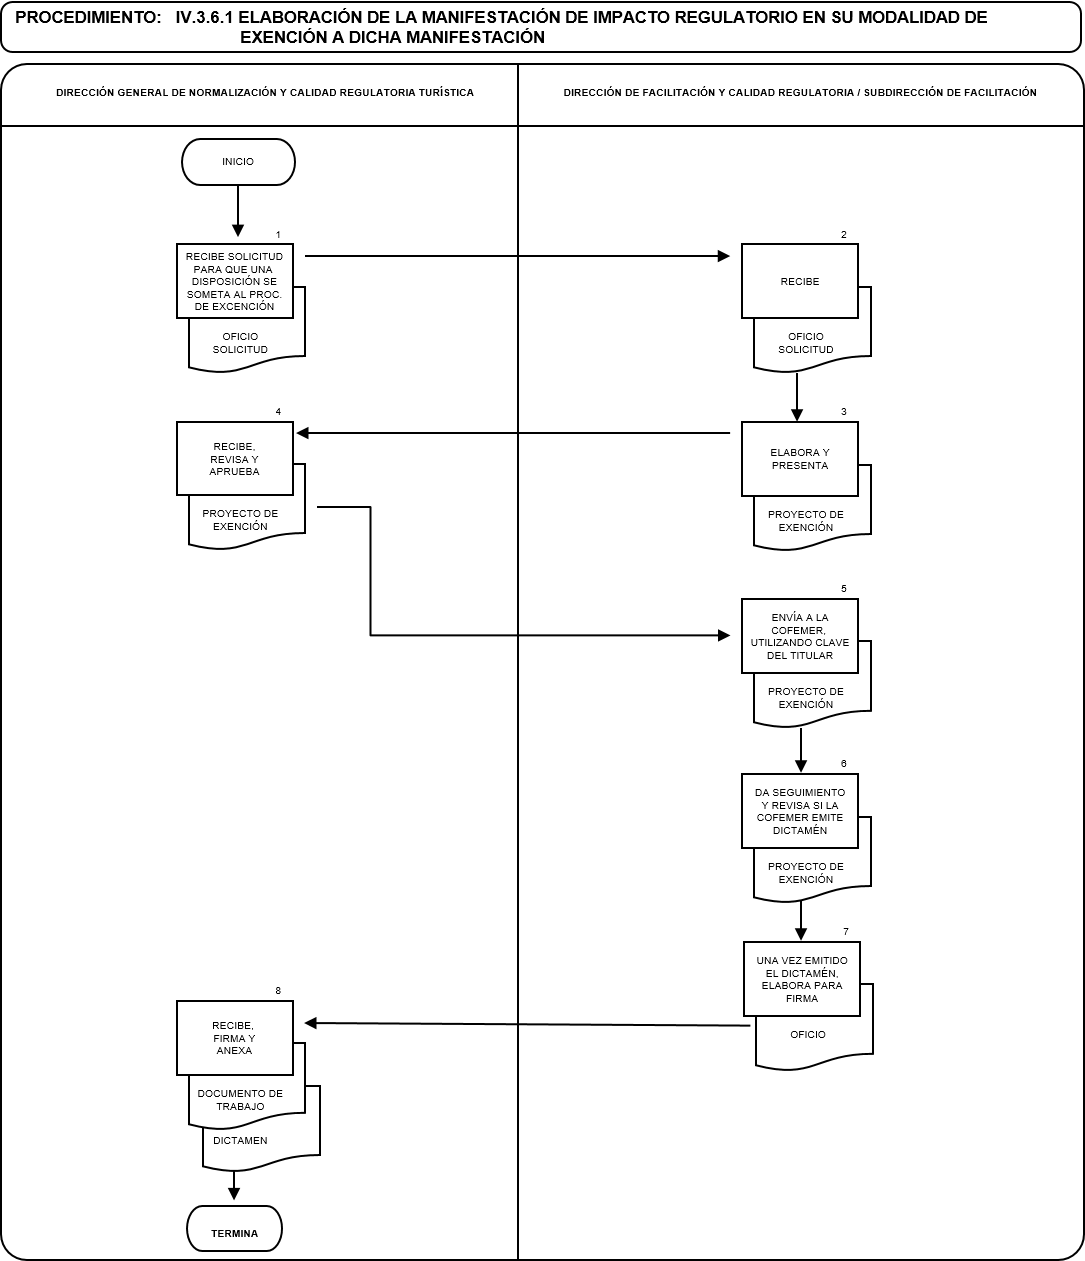 PROCEDIMIENTO: IV.3.6.1 ELABORACIÓN DE LA MANIFESTACIÓN DE IMPACTO REGULATORIO EN SU MODALIDAD DE
EXENCIÓN A DICHA MANIFESTACIÓN
DIRECCIÓN GENERAL DE NORMALIZACIÓN Y CALIDAD REGULATORIA TURÍSTICA
DIRECCIÓN DE FACILITACIÓN Y CALIDAD REGULATORIA / SUBDIRECCIÓN DE FACILITACIÓN
INICIO
1
RECIBE SOLICITUD
PARA QUE UNA
DISPOSICIÓN SE
SOMETA AL PROC.
DE EXCENCIÓN
OFICIO
SOLICITUD
2
RECIBE
OFICIO
SOLICITUD
3
ELABORA Y
PRESENTA
PROYECTO DE
EXENCIÓN
4
RECIBE,
REVISA Y
APRUEBA
PROYECTO DE
EXENCIÓN
5
ENVÍA A LA
COFEMER,
UTILIZANDO CLAVE
DEL TITULAR
PROYECTO DE
EXENCIÓN
6
DA SEGUIMIENTO
Y REVISA SI LA
COFEMER EMITE
DICTAMÉN
PROYECTO DE
EXENCIÓN
7
UNA VEZ EMITIDO
EL DICTAMÉN,
ELABORA PARA
FIRMA
OFICIO
8
RECIBE,
FIRMA Y
ANEXA
DOCUMENTO DE
TRABAJO
DICTAMEN
TERMINA